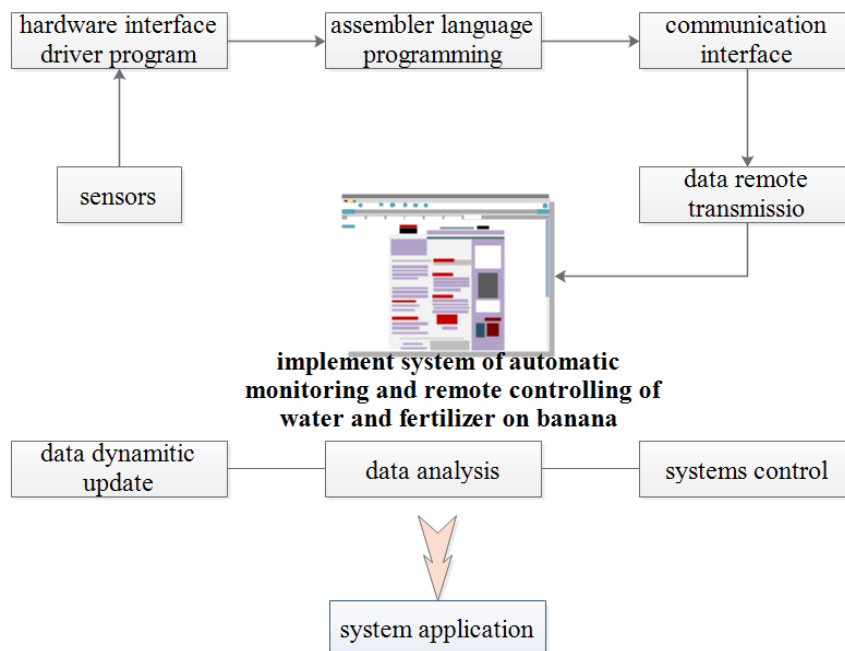 hardware interface
driver program
assembler language
programming
communication
interface
sensors
data remote
transmissio
implement system of automatic
monitoring and remote controlling of
water and fertilizer on banana
data dynamitic
update
data analysis
systems control
system application